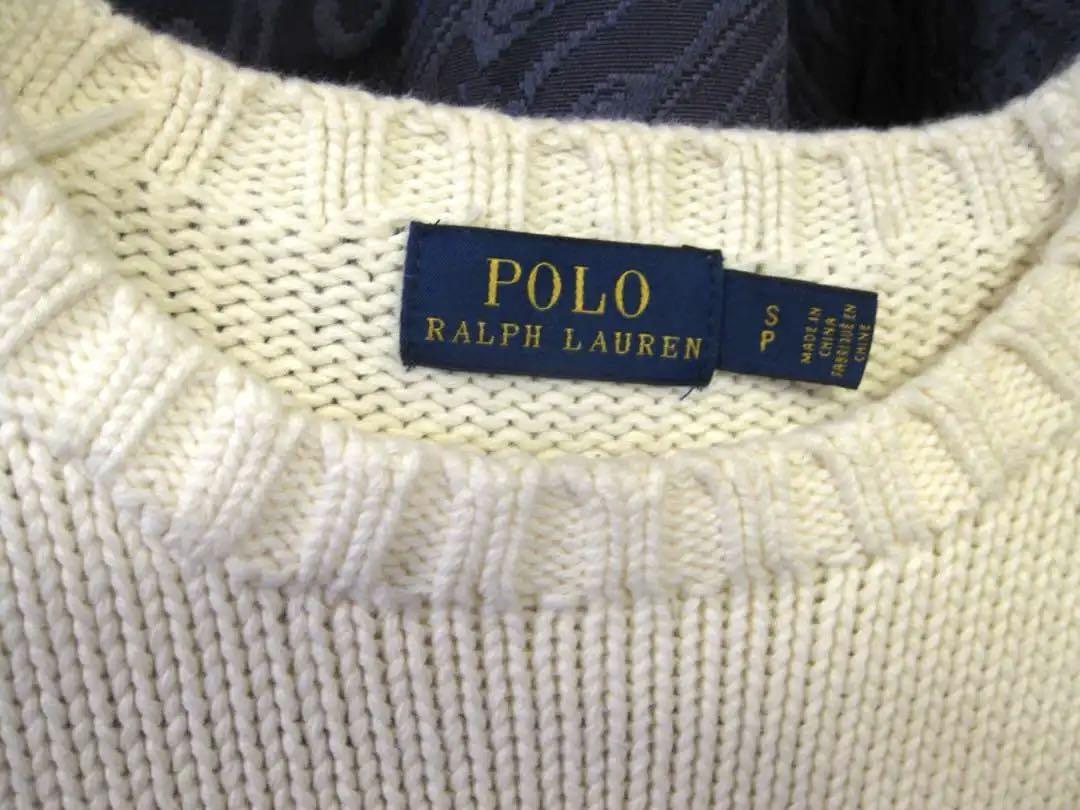 POLO
RALPH LAUREN
S
P
MADE IN
CHINA
FABRIQUÉ EN
CHINE